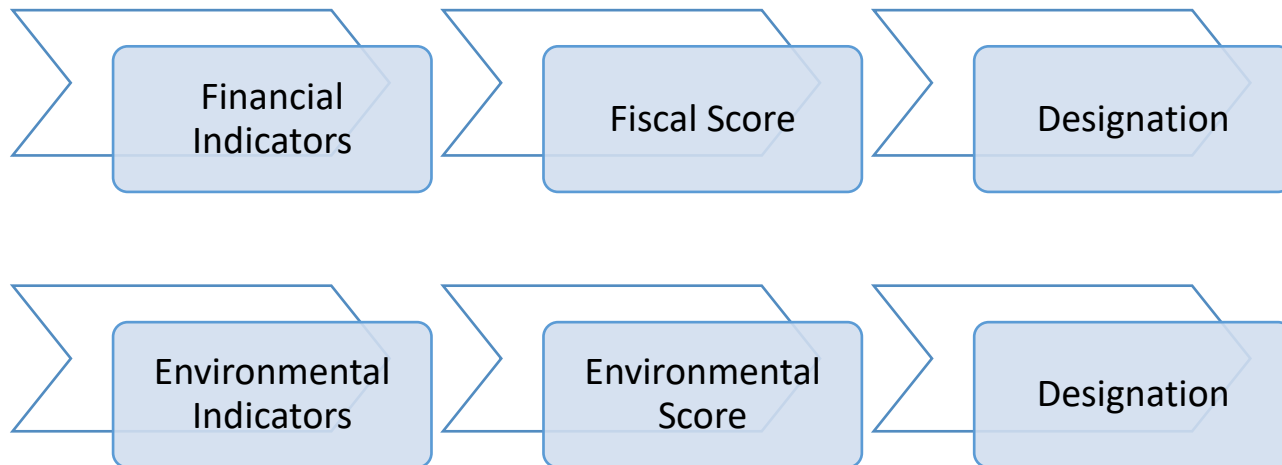 Financial
Indicators
Fiscal Score
Designation
Environmental
Indicators
Environmental
Score
Designation